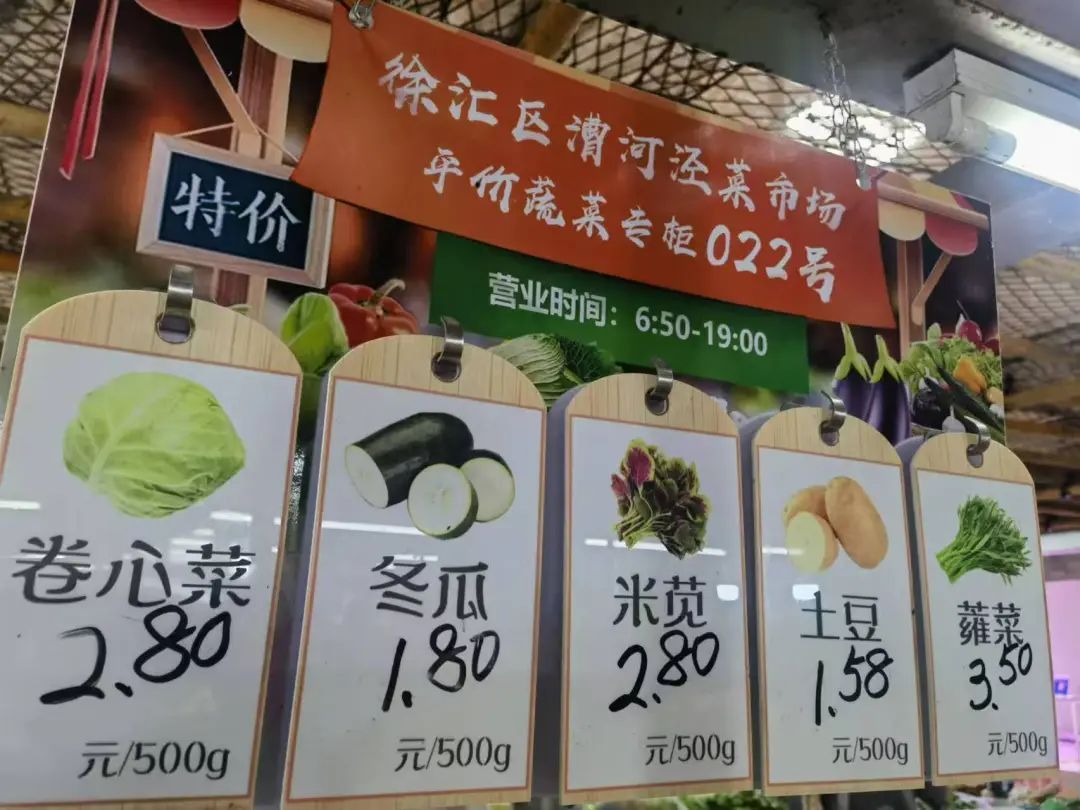 徐汇区漕河泾菜市场
平价蔬菜专柜022号
特价
营业时间：6:50-19:00
卷心菜
2.80
元/500g
冬瓜
1.80
元/500g
米苋
2.80
元/500g
土豆
1.58
元/500g
蕹菜
3.50
元/500g